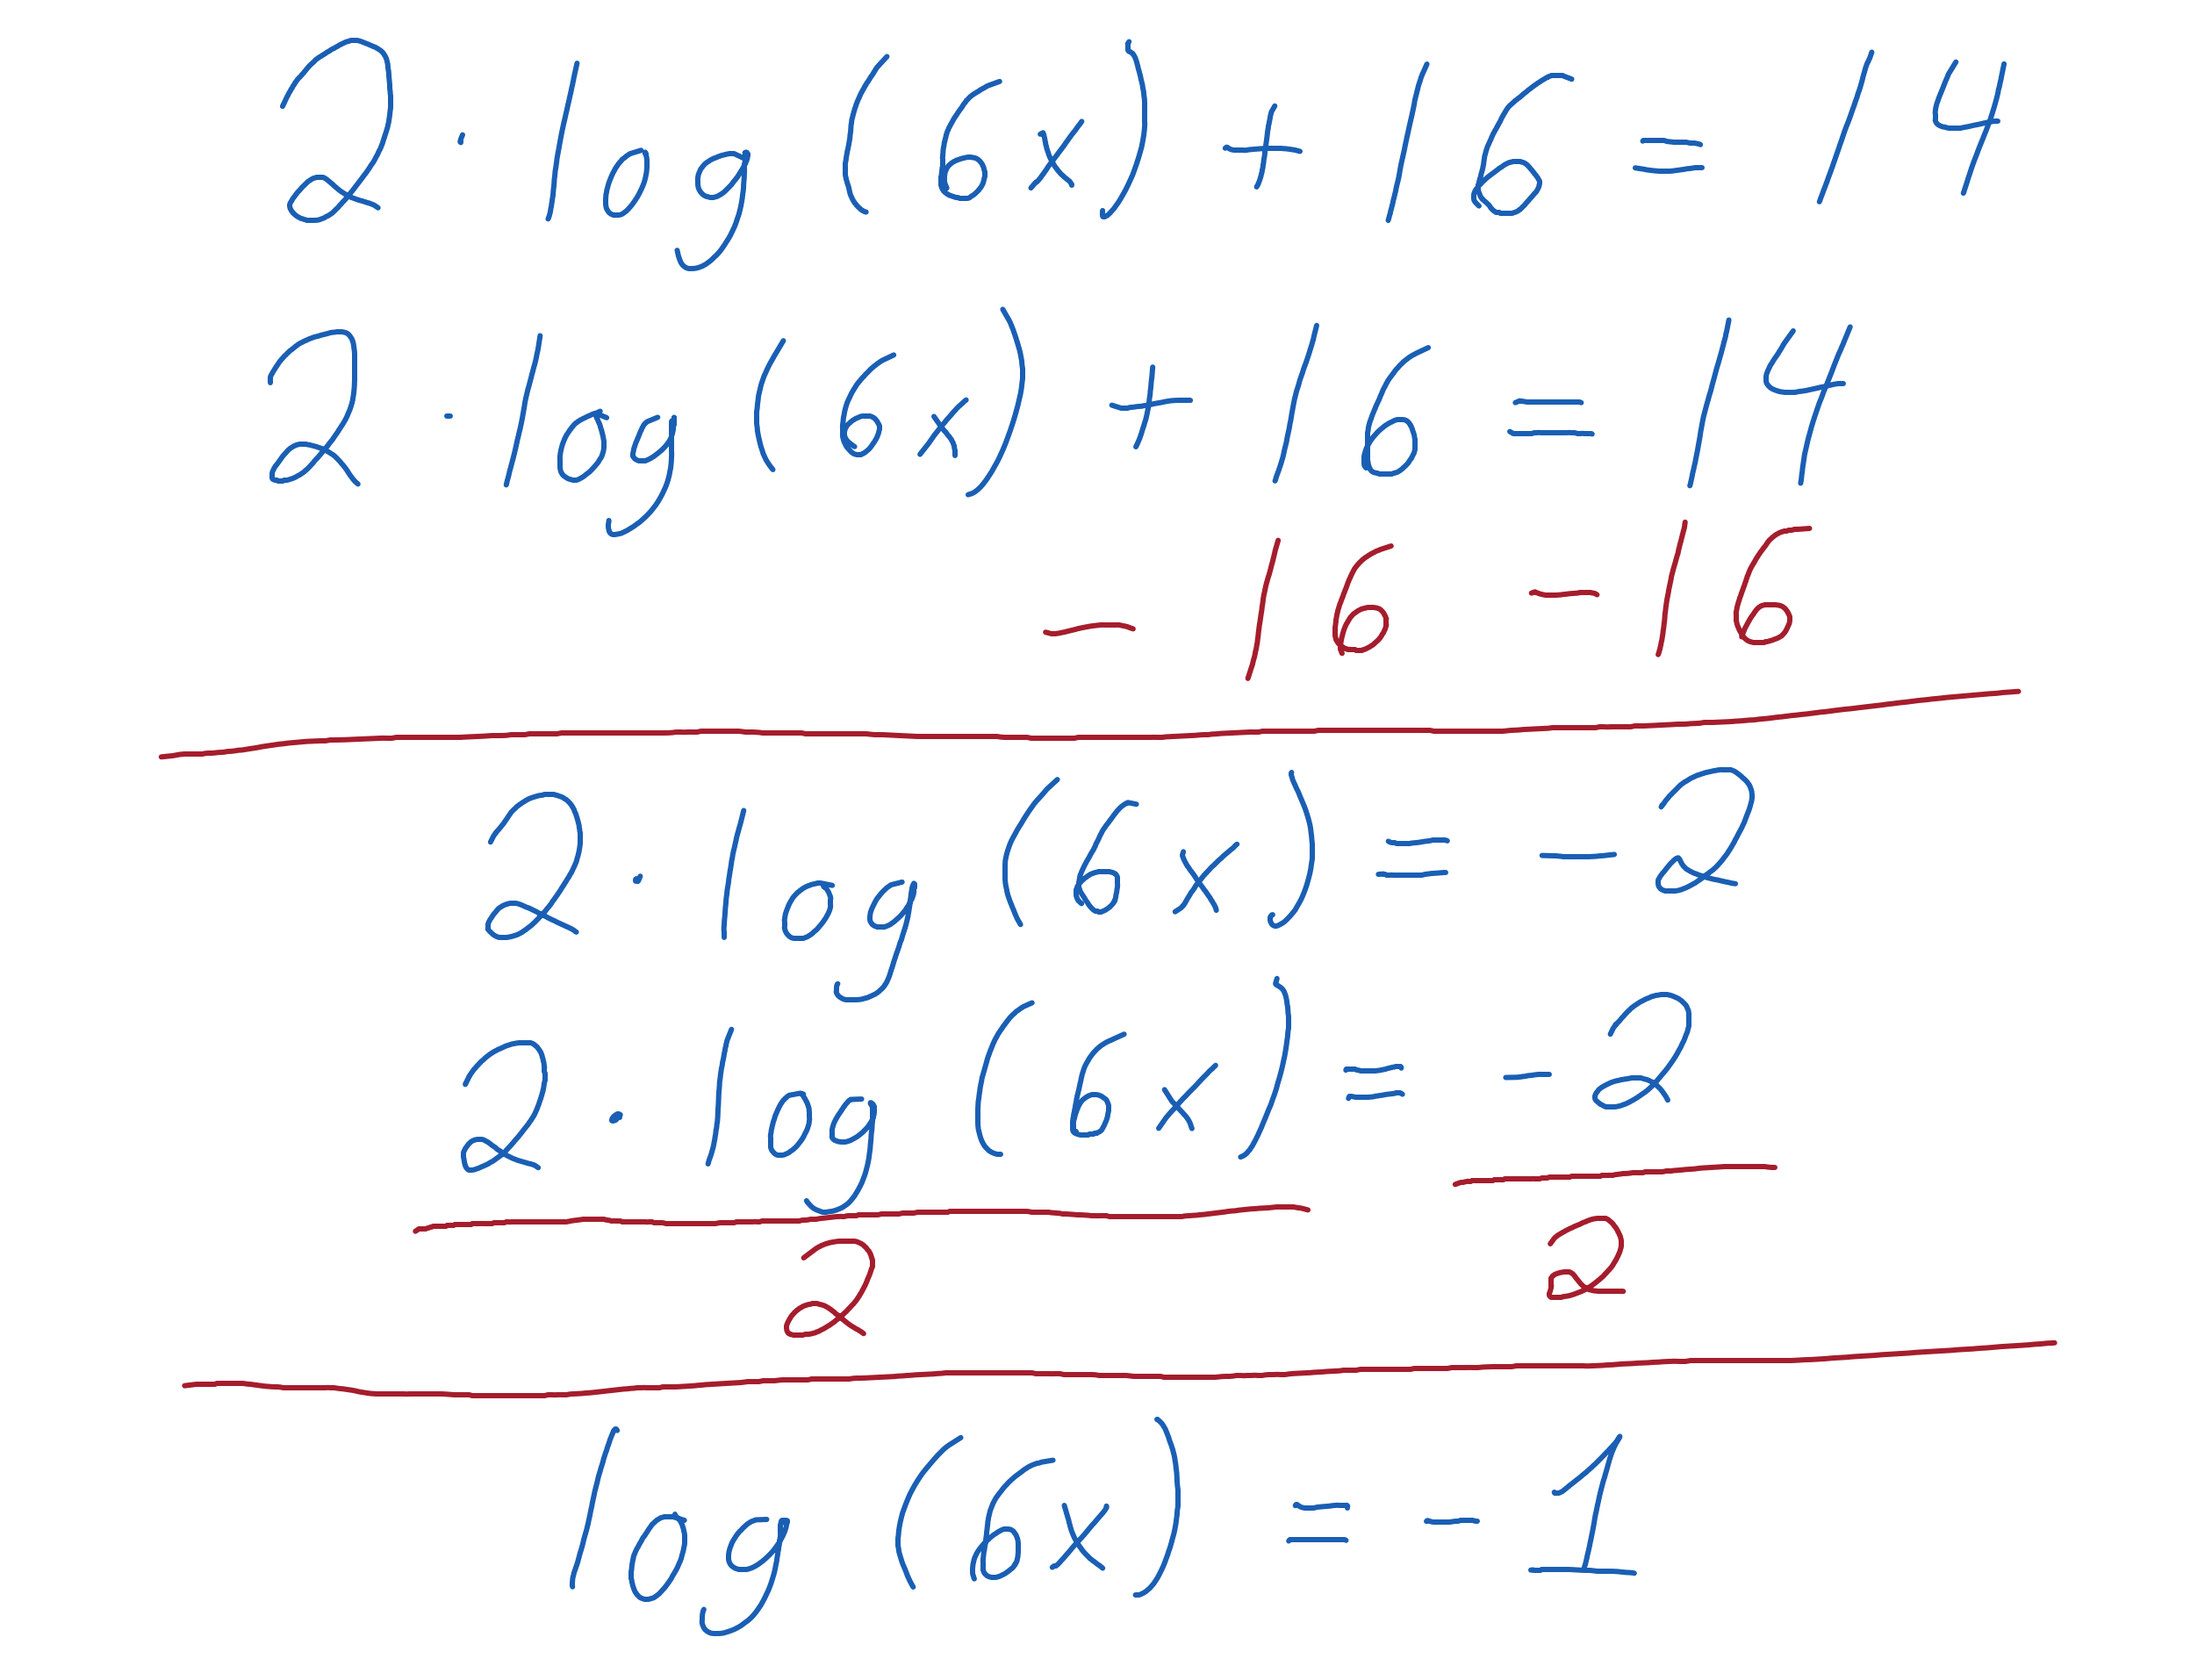 2 · log (6x) + 16 = 14
2 · log (6x) + 16 = 14
- 16 - 16
2 · log (6x) = -2
2 · log (6x) = -2
2 2
log (6x) = -1